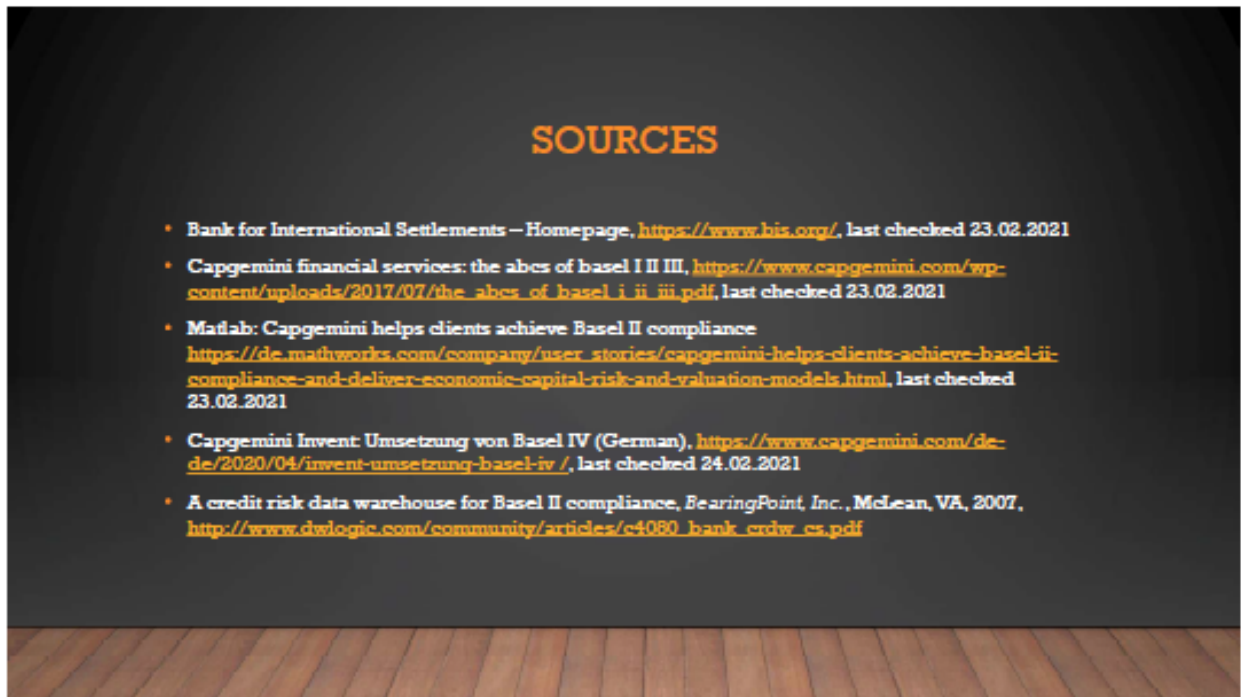 SOURCES
• Bank for International Settlements – Homepage, https://www.bis.org/, last checked 23.02.2021
• Capgemini financial services: the abcs of basel I II III, https://www.capgemini.com/wp-
content/uploads/2017/07/the_abcs_of_basel_i_ii_iii.pdf, last checked 23.02.2021
• Matlab: Capgemini helps clients achieve Basel II compliance
https://de.mathworks.com/company/user_stories/capgemini-helps-clients-achieve-basel-ii-
compliance-and-deliver-economic-capital-risk-and-valuation-models.html, last checked
23.02.2021
• Capgemini Invent: Umsetzung von Basel IV (German), https://www.capgemini.com/de-
de/2020/04/invent-umsetzung-basel-iv /, last checked 24.02.2021
• A credit risk data warehouse for Basel II compliance, BearingPoint, Inc., McLean, VA, 2007,
http://www.dwlogic.com/community/articles/c4080_bank_crdw_cs.pdf